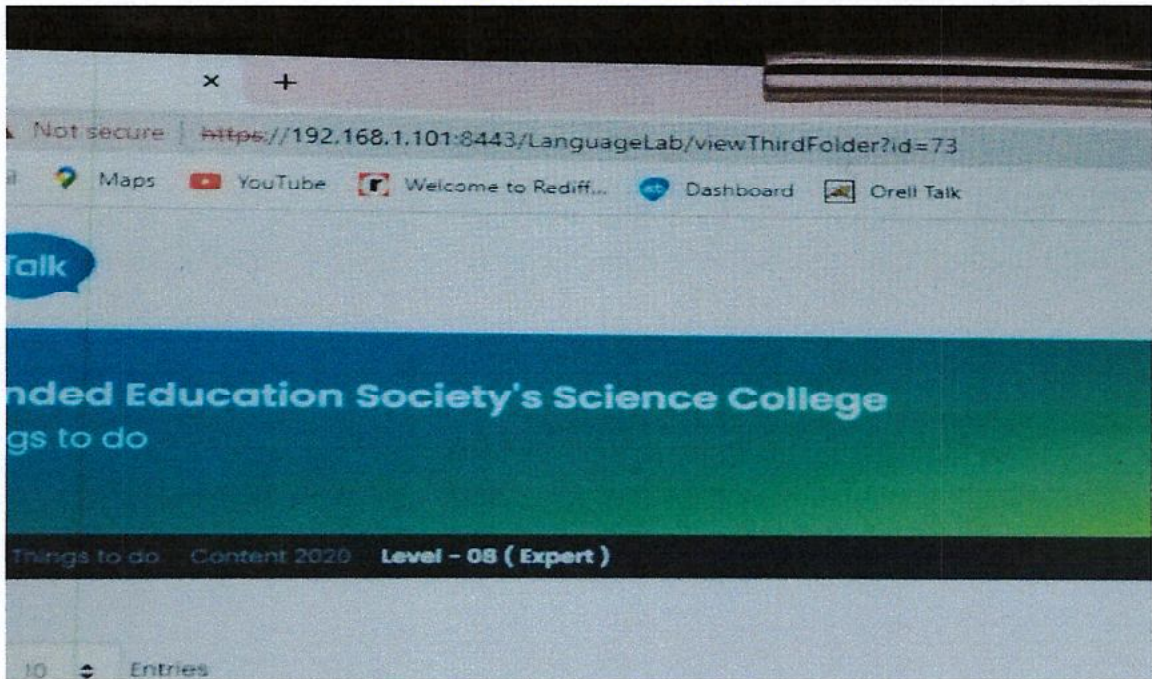 × +
Not secure | https://192.168.1.101:8443/LanguageLab/viewThirdFolder?id=73
Maps YouTube Welcome to Rediff... Dashboard Orell Talk
Talk
nded Education Society's Science College
gs to do
Things to do Content 2020 Level - 08 ( Expert )
10 Entries